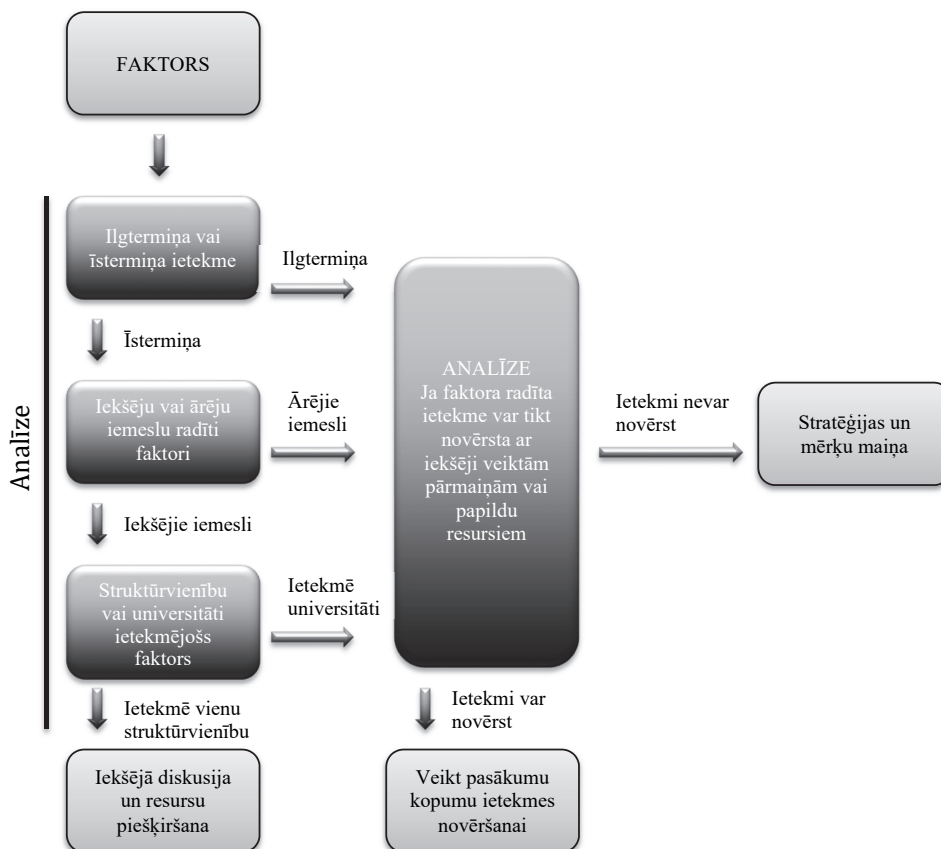 FAKTORS
Ilgtermiņa vai
īstermiņa ietekme
Ilgtermiņa
Īstermiņa
Analīze
Iekšēju vai ārēju
iemeslu radīti
faktori
Ārējie
iemesli
ANALĪZE
Ja faktora radīta
ietekme var tikt
novērsta ar
iekšēji veiktām
pārmaiņām vai
papildu
resursiem
Ietekmi nevar
novērst
Stratēģijas un
mērķu maiņa
Iekšējie iemesli
Struktūrvienību
vai universitāti
ietekmējošs
faktors
Ietekmē
universitāti
Ietekmē vienu
struktūrvienību
Ietekmi var
novērst
Iekšējā diskusija
un resursu
piešķiršana
Veikt pasākumu
kopumu ietekmes
novēršanai